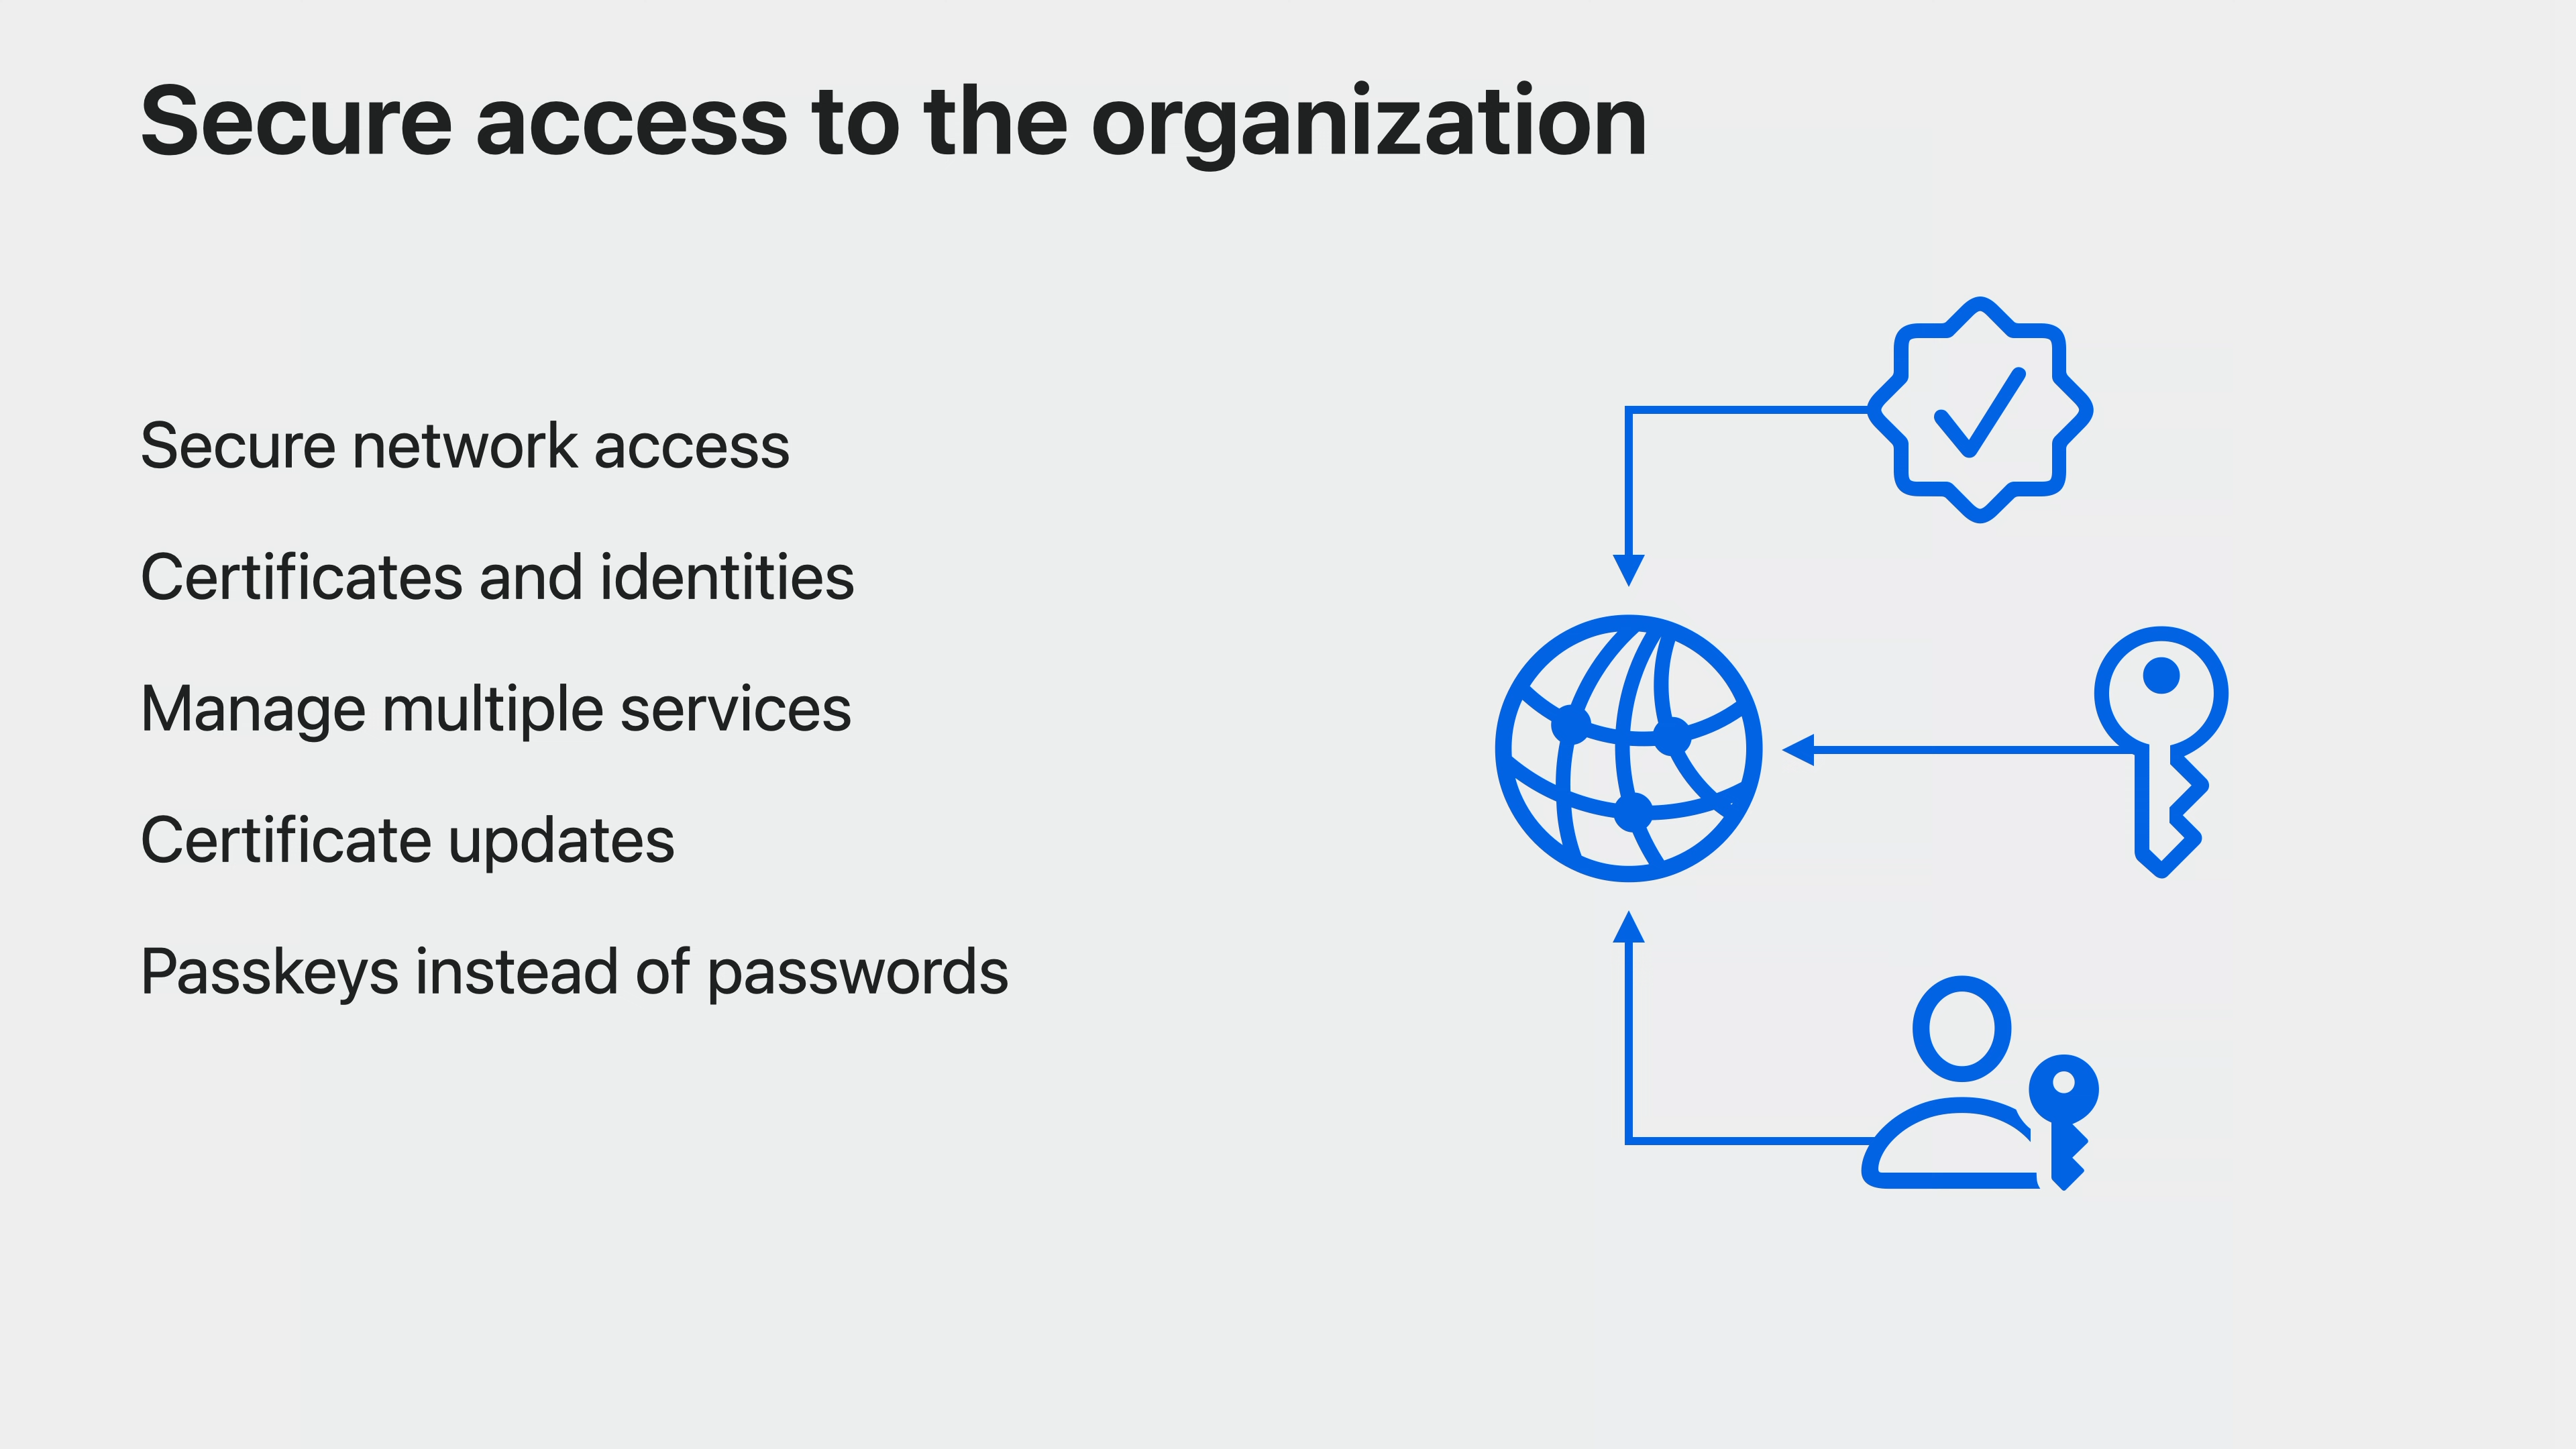 Secure access to the organization
Secure network access
Certificates and identities
Manage multiple services
Certificate updates
Passkeys instead of passwords